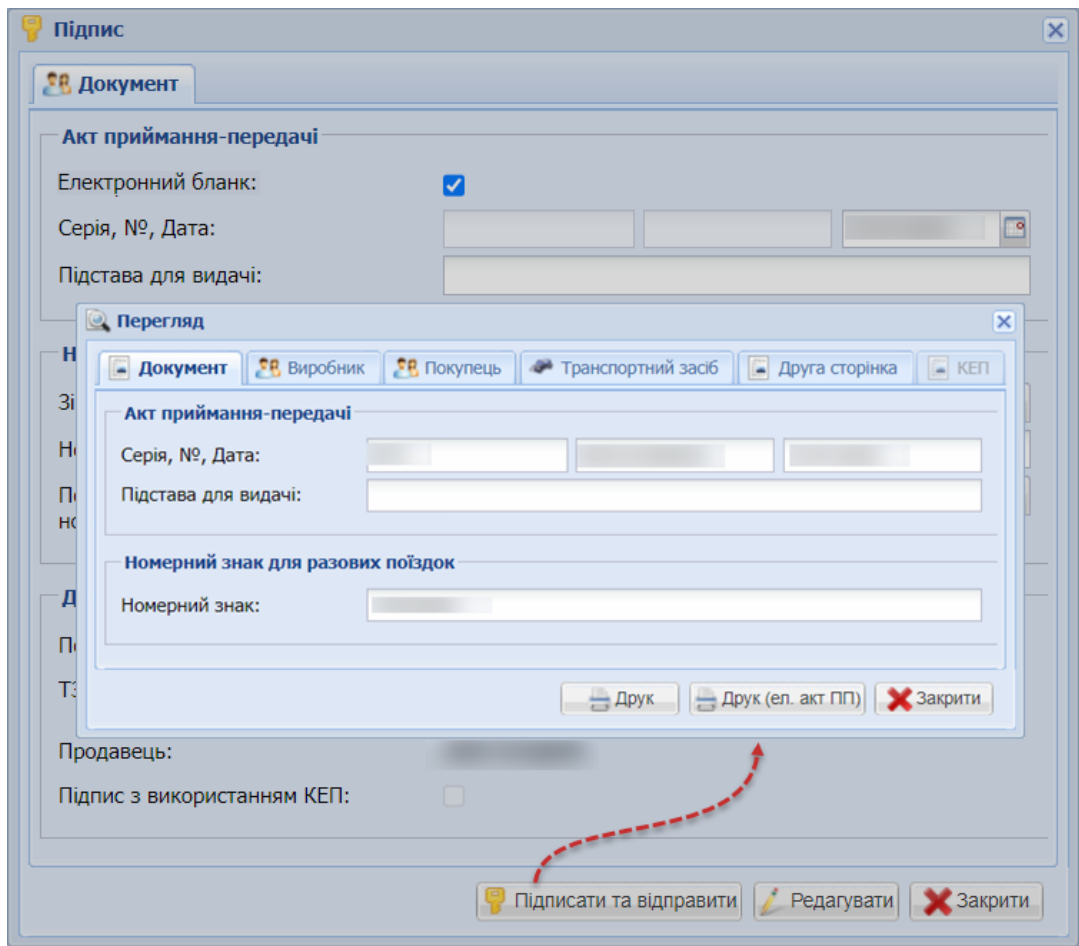 Підпис
Документ
Акт приймання-передачі
Електронний бланк:
Серія, №, Дата:
Підстава для видачі:
Перегляд
Документ Виробник Покупець Транспортний засіб Друга сторінка КЕП
Акт приймання-передачі
Серія, №, Дата:
Підстава для видачі:
Номерний знак для разових поїздок
Номерний знак:
Друк Друк (ел. акт ПП) Закрити
Продавець:
Підпис з використанням КЕП:
Підписати та відправити Редагувати Закрити